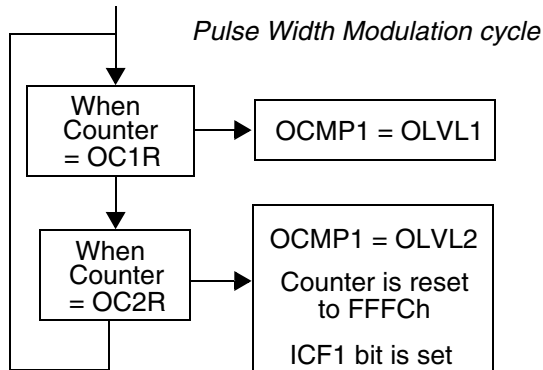 Pulse Width Modulation cycle
When
Counter
= OC1R
OCMP1 = OLVL1
When
Counter
= OC2R
OCMP1 = OLVL2
Counter is reset
to FFFCh
ICF1 bit is set